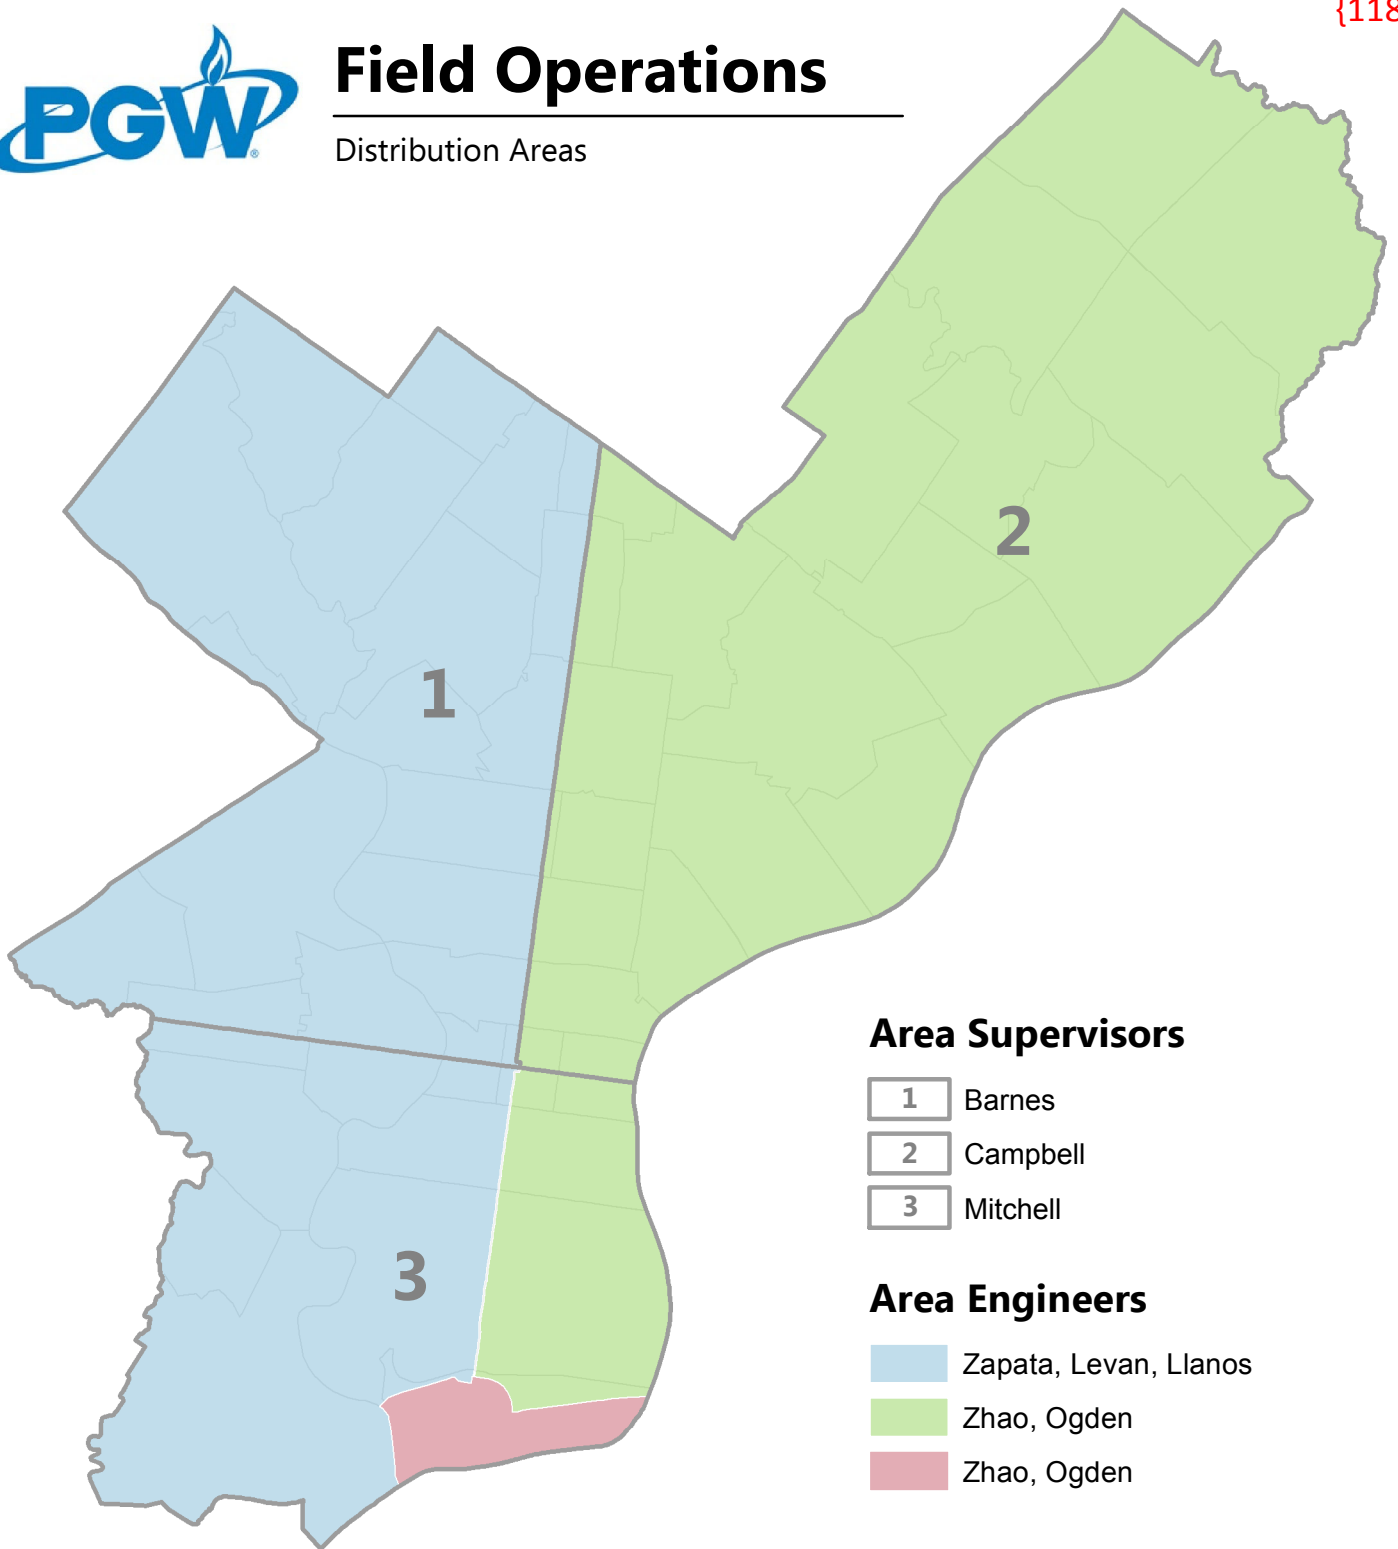 {118
PGW
®
Field Operations
Distribution Areas
2
1
3
Area Supervisors
1 Barnes
2 Campbell
3 Mitchell
Area Engineers
Zapata, Levan, Llanos
Zhao, Ogden
Zhao, Ogden